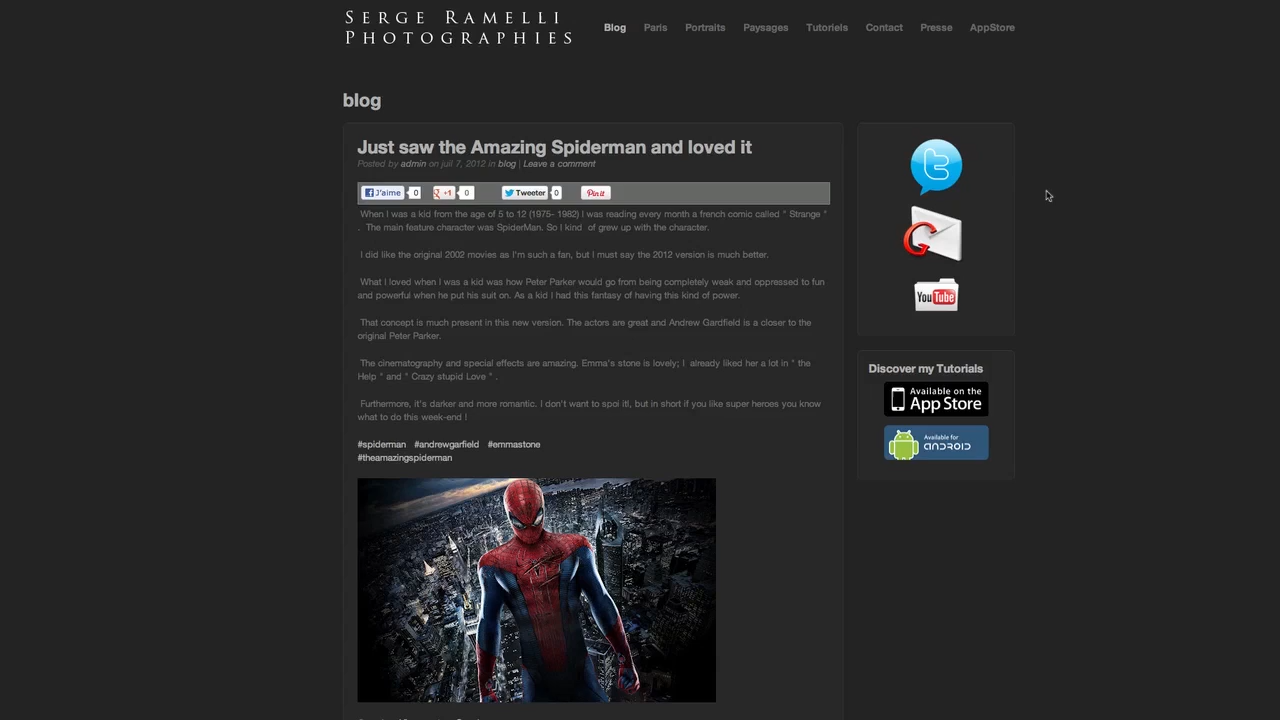 SERGE RAMELLI
PHOTOGRAPHIES
Blog Paris Portraits Paysages Tutoriels Contact Presse AppStore
blog
Just saw the Amazing Spiderman and loved it
Posted by admin on juil 7, 2012 in blog | Leave a comment
J'aime 0 +1 0 Tweeter 0 Pin it
When I was a kid from the age of 5 to 12 (1975- 1982) I was reading every month a french comic called " Strange "
. The main feature character was SpiderMan. So I kind of grew up with the character.
I did like the original 2002 movies as I'm such a fan, but I must say the 2012 version is much better.
What I loved when I was a kid was how Peter Parker would go from being completely weak and oppressed to fun
and powerful when he put his suit on. As a kid I had this fantasy of having this kind of power.
That concept is much present in this new version. The actors are great and Andrew Gardfield is a closer to the
original Peter Parker.
The cinematography and special effects are amazing. Emma's stone is lovely; I already liked her a lot in " the
Help " and " Crazy stupid Love " .
Furthermore, it's darker and more romantic. I don't want to spoi itl, but in short if you like super heroes you know
what to do this week-end !
#spiderman #andrewgarfield #emmastone
#theamazingspiderman
You Tube
Discover my Tutorials
Available on the
App Store
Available for
ANDROID